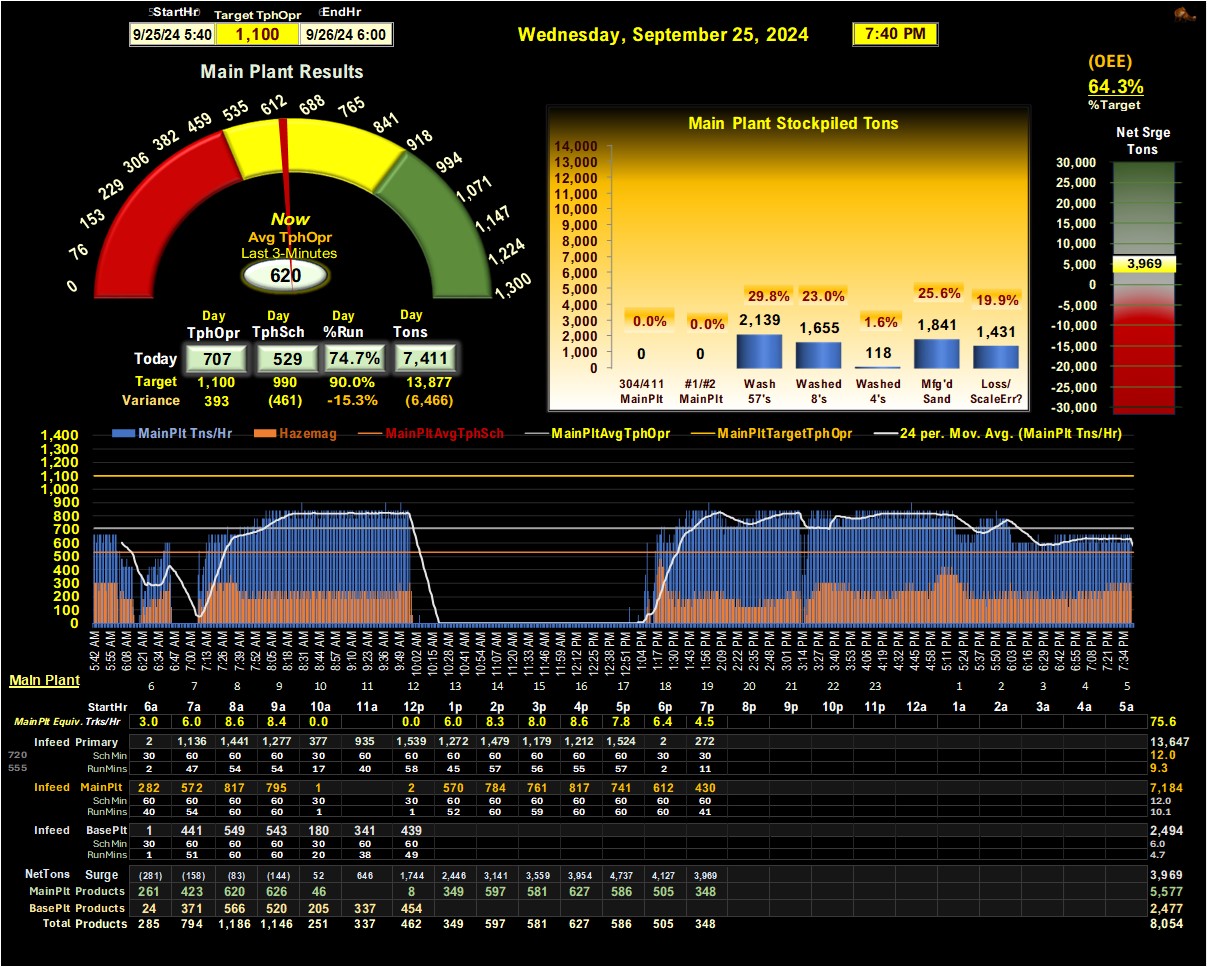 StartHr Target TphOpr EndHr
9/25/24 5:40 1,100 9/26/24 6:00
Wednesday, September 25, 2024 7:40 PM
(OEE)
64.3%
%Target
Main Plant Results
0 76 153 229 306 382 459 535 612 688 765 841 918 994 1,071 1,147 1,224 1,300
Now
Avg TphOpr
Last 3-Minutes
620
Day Day Day Day
TphOpr TphSch %Run Tons
Today 707 529 74.7% 7,411
Target 1,100 990 90.0% 13,877
Variance 393 (461) -15.3% (6,466)
Main Plant Stockpiled Tons
14,000
13,000
12,000
11,000
10,000
9,000
8,000
7,000
6,000
5,000
4,000
3,000
2,000
1,000
0
0.0% 0.0% 29.8% 23.0% 1.6% 25.6% 19.9%
0 0 2,139 1,655 118 1,841 1,431
304/411 #1/#2 Wash Washed Washed Mfg'd Loss/
MainPlt MainPlt 57's 8's 4's Sand ScaleErr?
Net Srge
Tons
30,000
25,000
20,000
15,000
10,000
5,000
0
-5,000
-10,000
-15,000
-20,000
-25,000
-30,000
3,969
MainPlt Tns/Hr Hazemag MainPltAvgTphSch MainPltAvgTphOpr MainPltTargetTphOpr 24 per. Mov. Avg. (MainPlt Tns/Hr)
1,400
1,300
1,200
1,100
1,000
900
800
700
600
500
400
300
200
100
0
5:42 AM 5:55 AM 6:08 AM 6:21 AM 6:34 AM 6:47 AM 7:00 AM 7:13 AM 7:26 AM 7:39 AM 7:52 AM 8:05 AM 8:18 AM 8:31 AM 8:44 AM 8:57 AM 9:10 AM 9:23 AM 9:36 AM 9:49 AM 10:02 AM 10:15 AM 10:28 AM 10:41 AM 10:54 AM 11:07 AM 11:20 AM 11:33 AM 11:46 AM 11:59 AM 12:12 PM 12:25 PM 12:38 PM 12:51 PM 1:04 PM 1:17 PM 1:30 PM 1:43 PM 1:56 PM 2:09 PM 2:22 PM 2:35 PM 2:48 PM 3:01 PM 3:14 PM 3:27 PM 3:40 PM 3:53 PM 4:06 PM 4:19 PM 4:32 PM 4:45 PM 4:58 PM 5:11 PM 5:24 PM 5:37 PM 5:50 PM 6:03 PM 6:16 PM 6:29 PM 6:42 PM 6:55 PM 7:08 PM 7:21 PM 7:34 PM
Main Plant
6 7 8 9 10 11 12 13 14 15 16 17 18 19 20 21 22 23 1 2 3 4 5
StartHr 6a 7a 8a 9a 10a 11a 12p 1p 2p 3p 4p 5p 6p 7p 8p 9p 10p 11p 12a 1a 2a 3a 4a 5a
MainPlt Equiv. Trks/Hr 3.0 6.0 8.6 8.4 0.0 0.0 6.0 8.3 8.0 8.6 7.8 6.4 4.5 75.6
Infeed Primary 2 1,136 1,441 1,277 377 935 1,539 1,272 1,479 1,179 1,212 1,524 2 272 13,647
720 SchMin 30 60 60 60 30 60 60 60 60 60 60 60 30 30 12.0
555 RunMins 2 47 54 54 17 40 58 45 57 56 55 57 2 11 9.3
Infeed MainPlt 282 572 817 795 1 2 570 784 761 817 741 612 430 7,184
SchMin 60 60 60 60 30 30 60 60 60 60 60 60 60 12.0
RunMins 40 54 60 60 1 1 52 60 59 60 60 60 41 10.1
Infeed BasePlt 1 441 549 543 180 341 439 2,494
SchMin 30 60 60 60 30 60 60 6.0
RunMins 1 51 60 60 20 38 49 4.7
NetTons Surge (281) (158) (83) (144) 52 646 1,744 2,446 3,141 3,559 3,954 4,737 4,127 3,969 3,969
MainPlt Products 261 423 620 626 46 8 349 597 581 627 586 505 348 5,577
BasePlt Products 24 371 566 520 205 337 454 2,477
Total Products 285 794 1,186 1,146 251 337 462 349 597 581 627 586 505 348 8,054